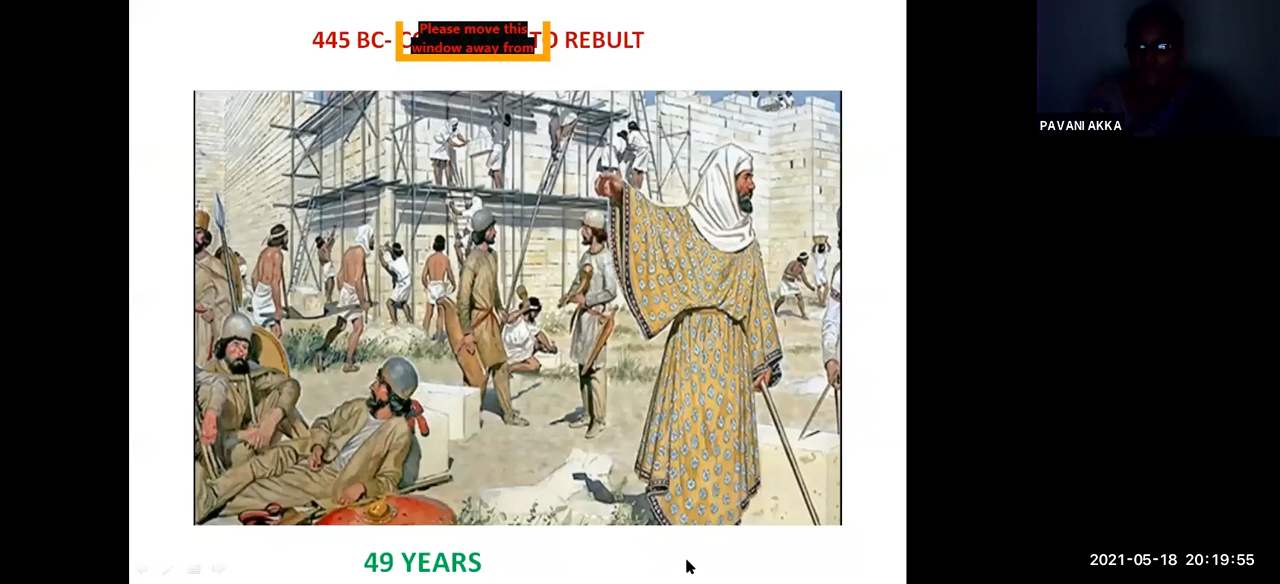 445 BC- TO REBULT
Please move this
window away from
PAVANI AKKA
49 YEARS
2021-05-18 20:19:55